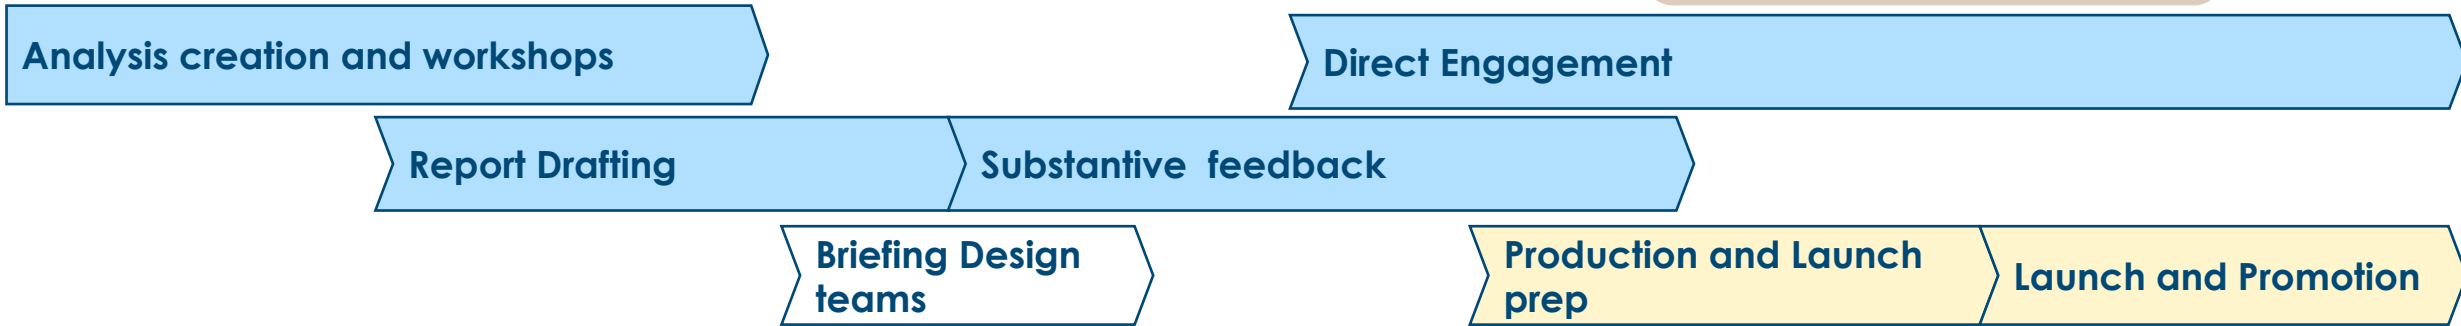 Analysis creation and workshops
Direct Engagement
Report Drafting
Substantive  feedback
Briefing Design
teams
Production and Launch
prep
Launch and Promotion